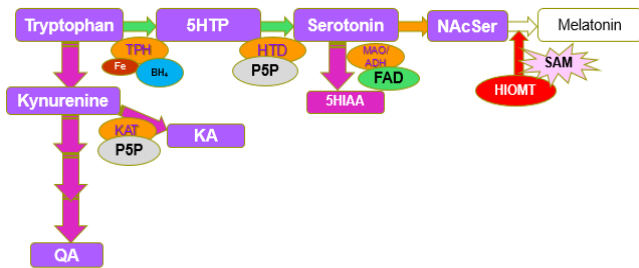 Tryptophan
5HTP
Serotonin
NAcSer
Melatonin
TPH
Fe
BH₄
HTD
P5P
MAO/
ADH
FAD
SAM
HIOMT
Kynurenine
5HIAA
KAT
P5P
KA
QA